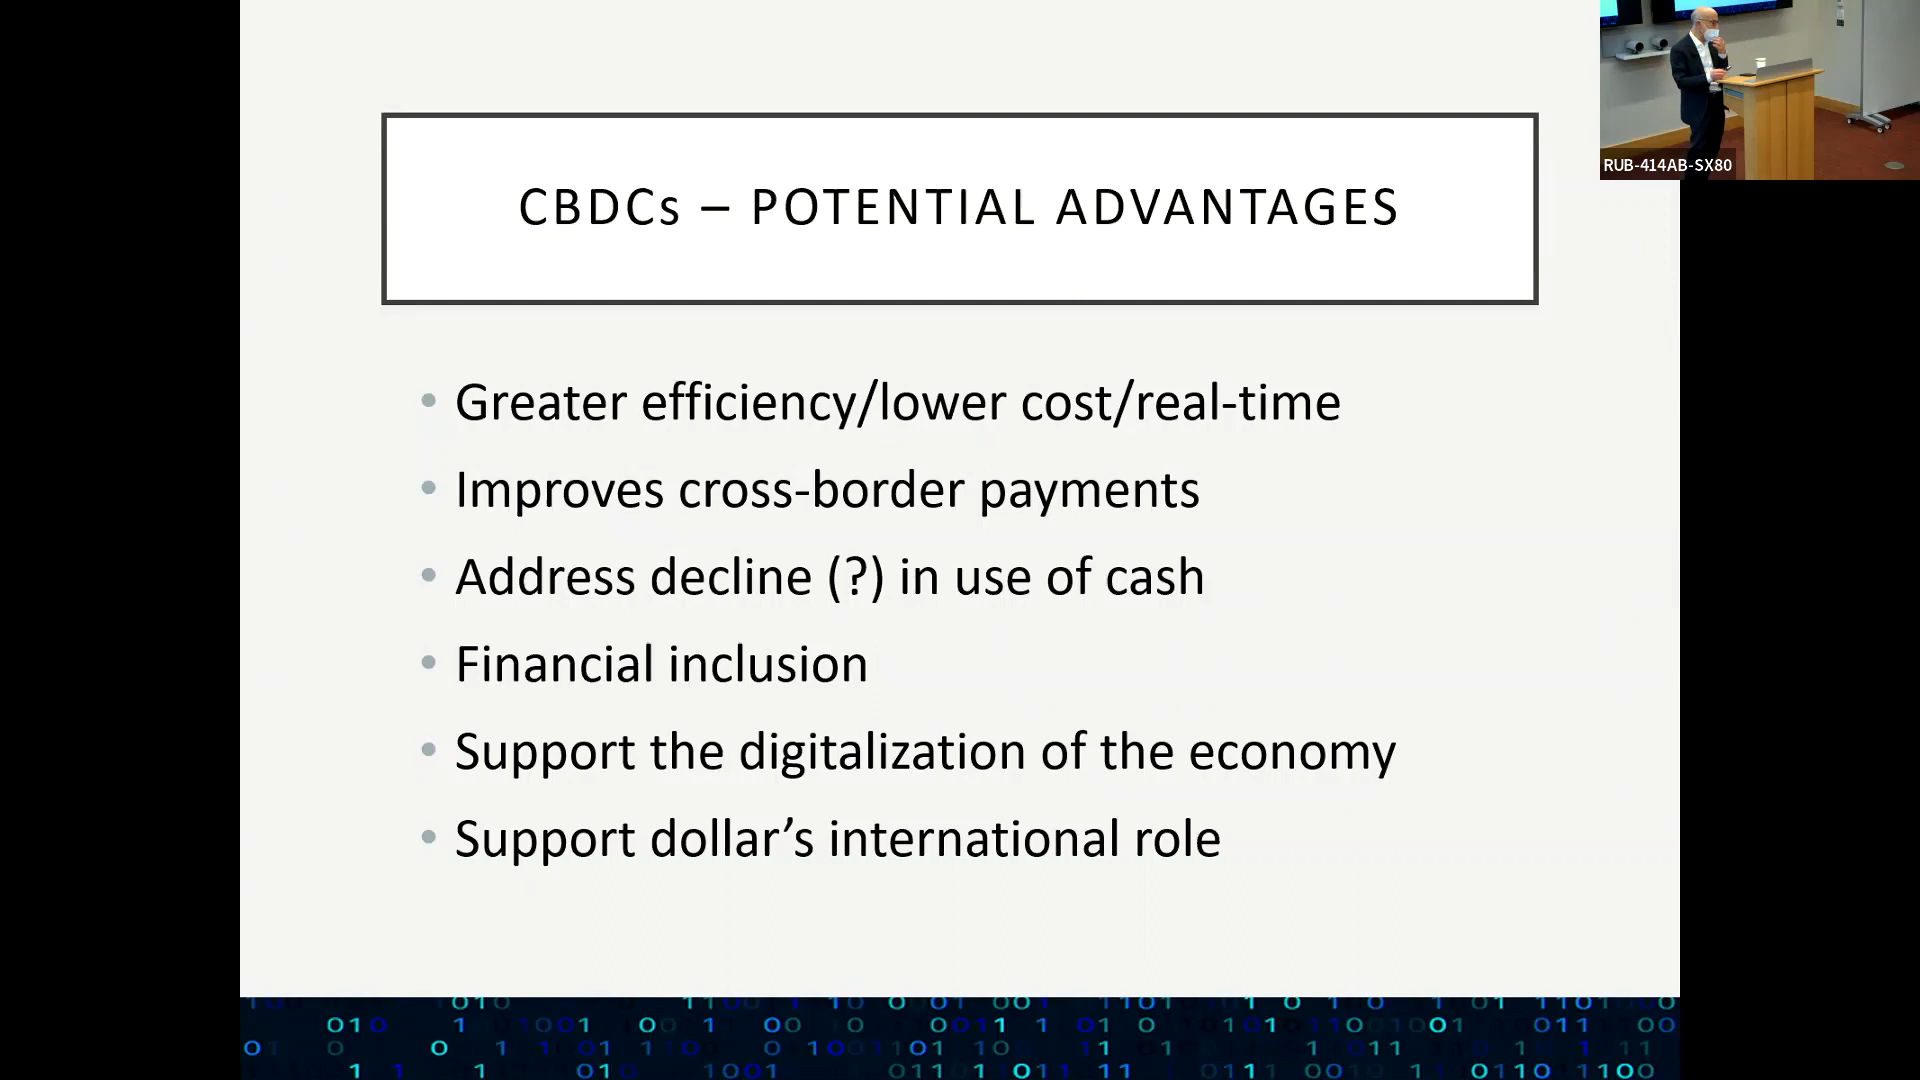 CBDCs – POTENTIAL ADVANTAGES
RUB-414AB-SX80
• Greater efficiency/lower cost/real-time
• Improves cross-border payments
• Address decline (?) in use of cash
• Financial inclusion
• Support the digitalization of the economy
• Support dollar’s international role